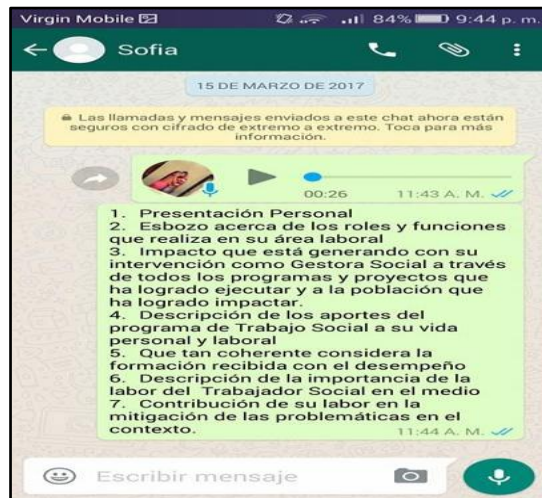 Virgin Mobile 84% 9:44 p. m.
Sofia
15 DE MARZO DE 2017
Las llamadas y mensajes enviados a este chat ahora están
seguros con cifrado de extremo a extremo. Toca para más
información.
00:26 11:43 A. M.
1. Presentación Personal
2. Esbozo acerca de los roles y funciones
que realiza en su área laboral
3. Impacto que está generando con su
intervención como Gestora Social a través
de todos los programas y proyectos que
ha logrado ejecutar y a la población que
ha logrado impactar.
4. Descripción de los aportes del
programa de Trabajo Social a su vida
personal y laboral
5. Que tan coherente considera la
formación recibida con el desempeño
6. Descripción de la importancia de la
labor del Trabajador Social en el medio
7. Contribución de su labor en la
mitigación de las problemáticas en el
contexto. 11:44 A. M.
Escribir mensaje